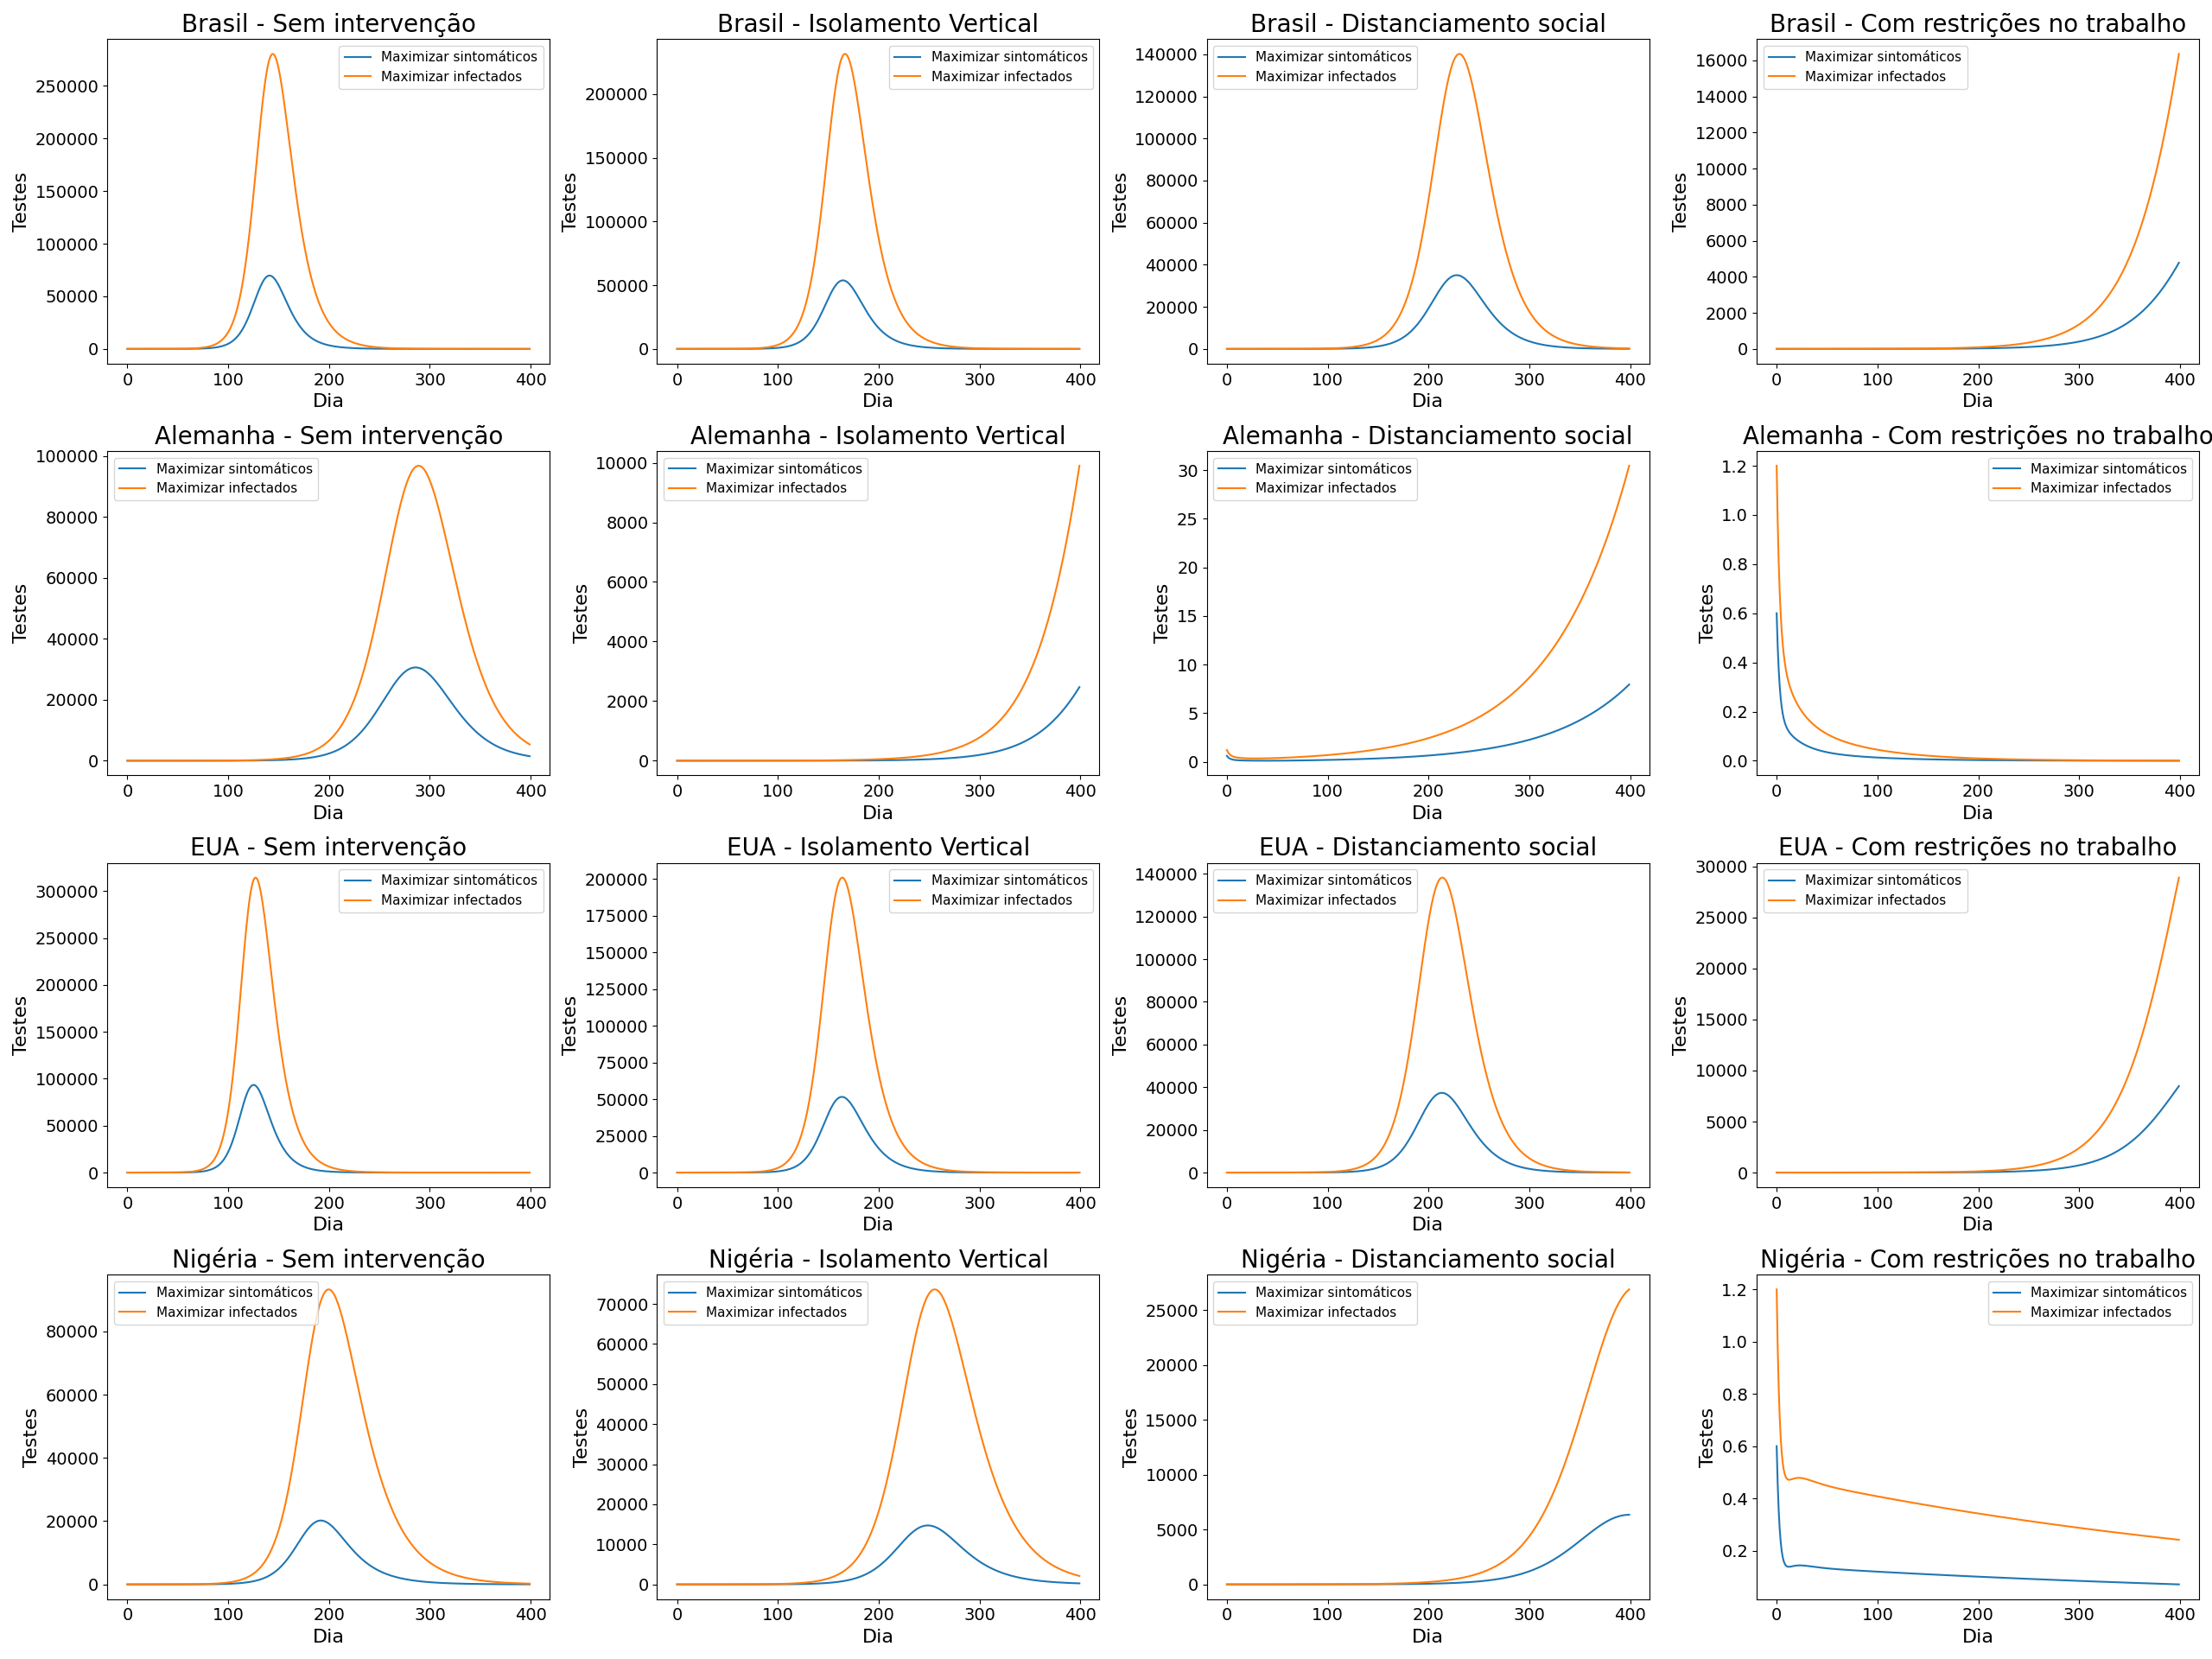 Brasil - Sem intervenção
Testes
250000
200000
150000
100000
50000
0
Maximizar sintomáticos
Maximizar infectados
0 100 200 300 400
Dia
Brasil - Isolamento Vertical
Testes
200000
150000
100000
50000
0
Maximizar sintomáticos
Maximizar infectados
0 100 200 300 400
Dia
Brasil - Distanciamento social
Testes
140000
120000
100000
80000
60000
40000
20000
0
Maximizar sintomáticos
Maximizar infectados
0 100 200 300 400
Dia
Brasil - Com restrições no trabalho
Testes
16000
14000
12000
10000
8000
6000
4000
2000
0
Maximizar sintomáticos
Maximizar infectados
0 100 200 300 400
Dia
Alemanha - Sem intervenção
Testes
100000
80000
60000
40000
20000
0
Maximizar sintomáticos
Maximizar infectados
0 100 200 300 400
Dia
Alemanha - Isolamento Vertical
Testes
10000
8000
6000
4000
2000
0
Maximizar sintomáticos
Maximizar infectados
0 100 200 300 400
Dia
Alemanha - Distanciamento social
Testes
30
25
20
15
10
5
0
Maximizar sintomáticos
Maximizar infectados
0 100 200 300 400
Dia
Alemanha - Com restrições no trabalho
Testes
1.2
1.0
0.8
0.6
0.4
0.2
0.0
Maximizar sintomáticos
Maximizar infectados
0 100 200 300 400
Dia
EUA - Sem intervenção
Testes
300000
250000
200000
150000
100000
50000
0
Maximizar sintomáticos
Maximizar infectados
0 100 200 300 400
Dia
EUA - Isolamento Vertical
Testes
200000
175000
150000
125000
100000
75000
50000
25000
0
Maximizar sintomáticos
Maximizar infectados
0 100 200 300 400
Dia
EUA - Distanciamento social
Testes
140000
120000
100000
80000
60000
40000
20000
0
Maximizar sintomáticos
Maximizar infectados
0 100 200 300 400
Dia
EUA - Com restrições no trabalho
Testes
30000
25000
20000
15000
10000
5000
0
Maximizar sintomáticos
Maximizar infectados
0 100 200 300 400
Dia
Nigéria - Sem intervenção
Testes
80000
60000
40000
20000
0
Maximizar sintomáticos
Maximizar infectados
0 100 200 300 400
Dia
Nigéria - Isolamento Vertical
Testes
70000
60000
50000
40000
30000
20000
10000
0
Maximizar sintomáticos
Maximizar infectados
0 100 200 300 400
Dia
Nigéria - Distanciamento social
Testes
25000
20000
15000
10000
5000
0
Maximizar sintomáticos
Maximizar infectados
0 100 200 300 400
Dia
Nigéria - Com restrições no trabalho
Testes
1.2
1.0
0.8
0.6
0.4
0.2
Maximizar sintomáticos
Maximizar infectados
0 100 200 300 400
Dia